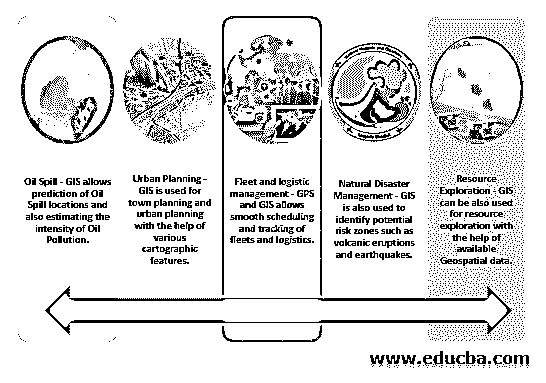 Oil Spill - GIS allows
prediction of Oil
Spill locations and
also estimating the
intensity of Oil
Pollution.
Urban Planning -
GIS is used for
town planning and
urban planning
with the help of
various
cartographic
features.
Fleet and logistic
management - GPS
and GIS allows
smooth scheduling
and tracking of
fleets and logistics.
Natural Disaster
Management - GIS
is also used to
identify potential
risk zones such as
volcanic eruptions
and earthquakes.
Resource
Exploration - GIS
can be also used
for resource
exploration with
the help of
available
Geospatial data.
www.educba.com